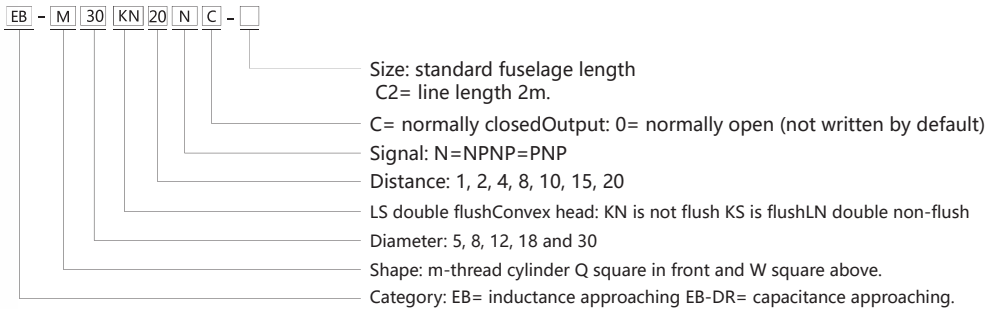 EB - M 30 KN 20 N C -
Size: standard fuselage length
C2= line length 2m.
C= normally closedOutput: 0= normally open (not written by default)
Signal: N=NPNP=PNP
Distance: 1, 2, 4, 8, 10, 15, 20
LS double flushConvex head: KN is not flush KS is flushLN double non-flush
Diameter: 5, 8, 12, 18 and 30
Shape: m-thread cylinder Q square in front and W square above.
Category: EB= inductance approaching EB-DR= capacitance approaching.